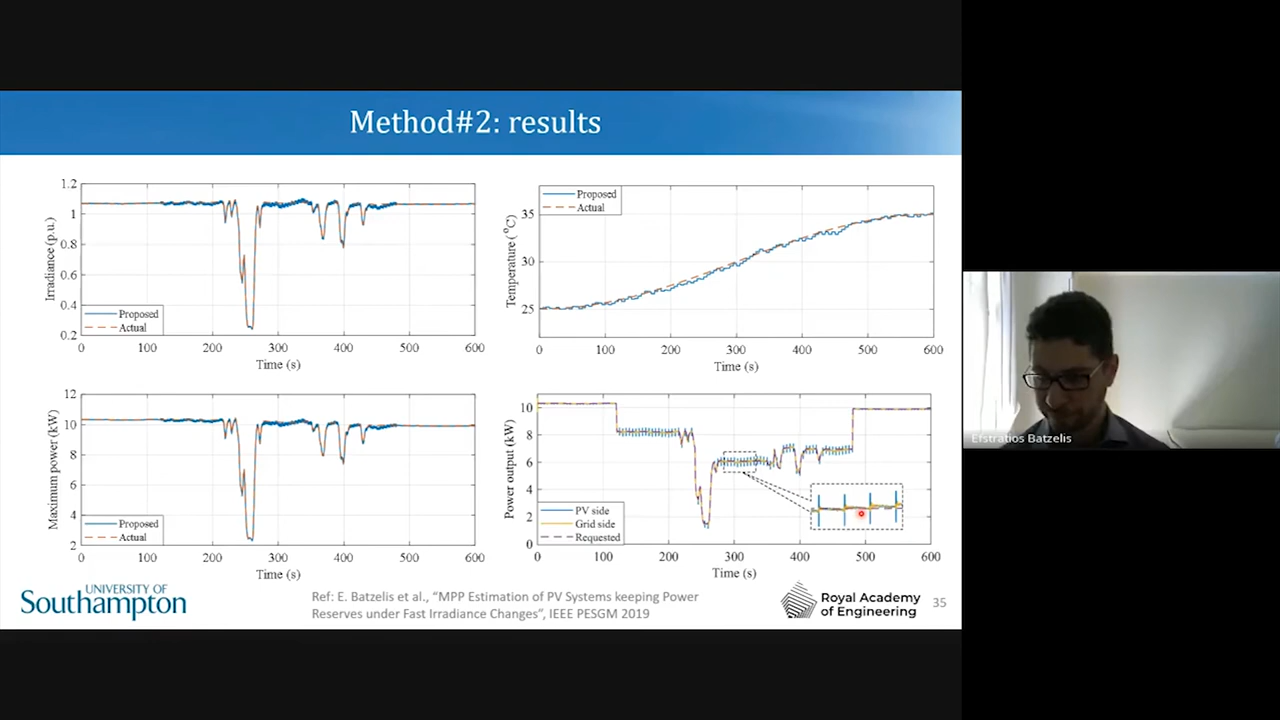 Method#2: results
1.2
1
0.8
0.6
0.4
0.2
Irradiance (p.u.)
Proposed
Actual
0 100 200 300 400 500 600
Time (s)
35
30
25
Temperature (°C)
Proposed
Actual
0 100 200 300 400 500 600
Time (s)
12
10
8
6
4
2
Maximum power (kW)
Proposed
Actual
0 100 200 300 400 500 600
Time (s)
10
8
6
4
2
0
Power output (kW)
PV side
Grid side
Requested
0 100 200 300 400 500 600
Time (s)
UNIVERSITY OF
Southampton
Ref: E. Batzelis et al., “MPP Estimation of PV Systems keeping Power
Reserves under Fast Irradiance Changes”, IEEE PESGM 2019
Royal Academy
of Engineering
35
Efstratios Batzelis